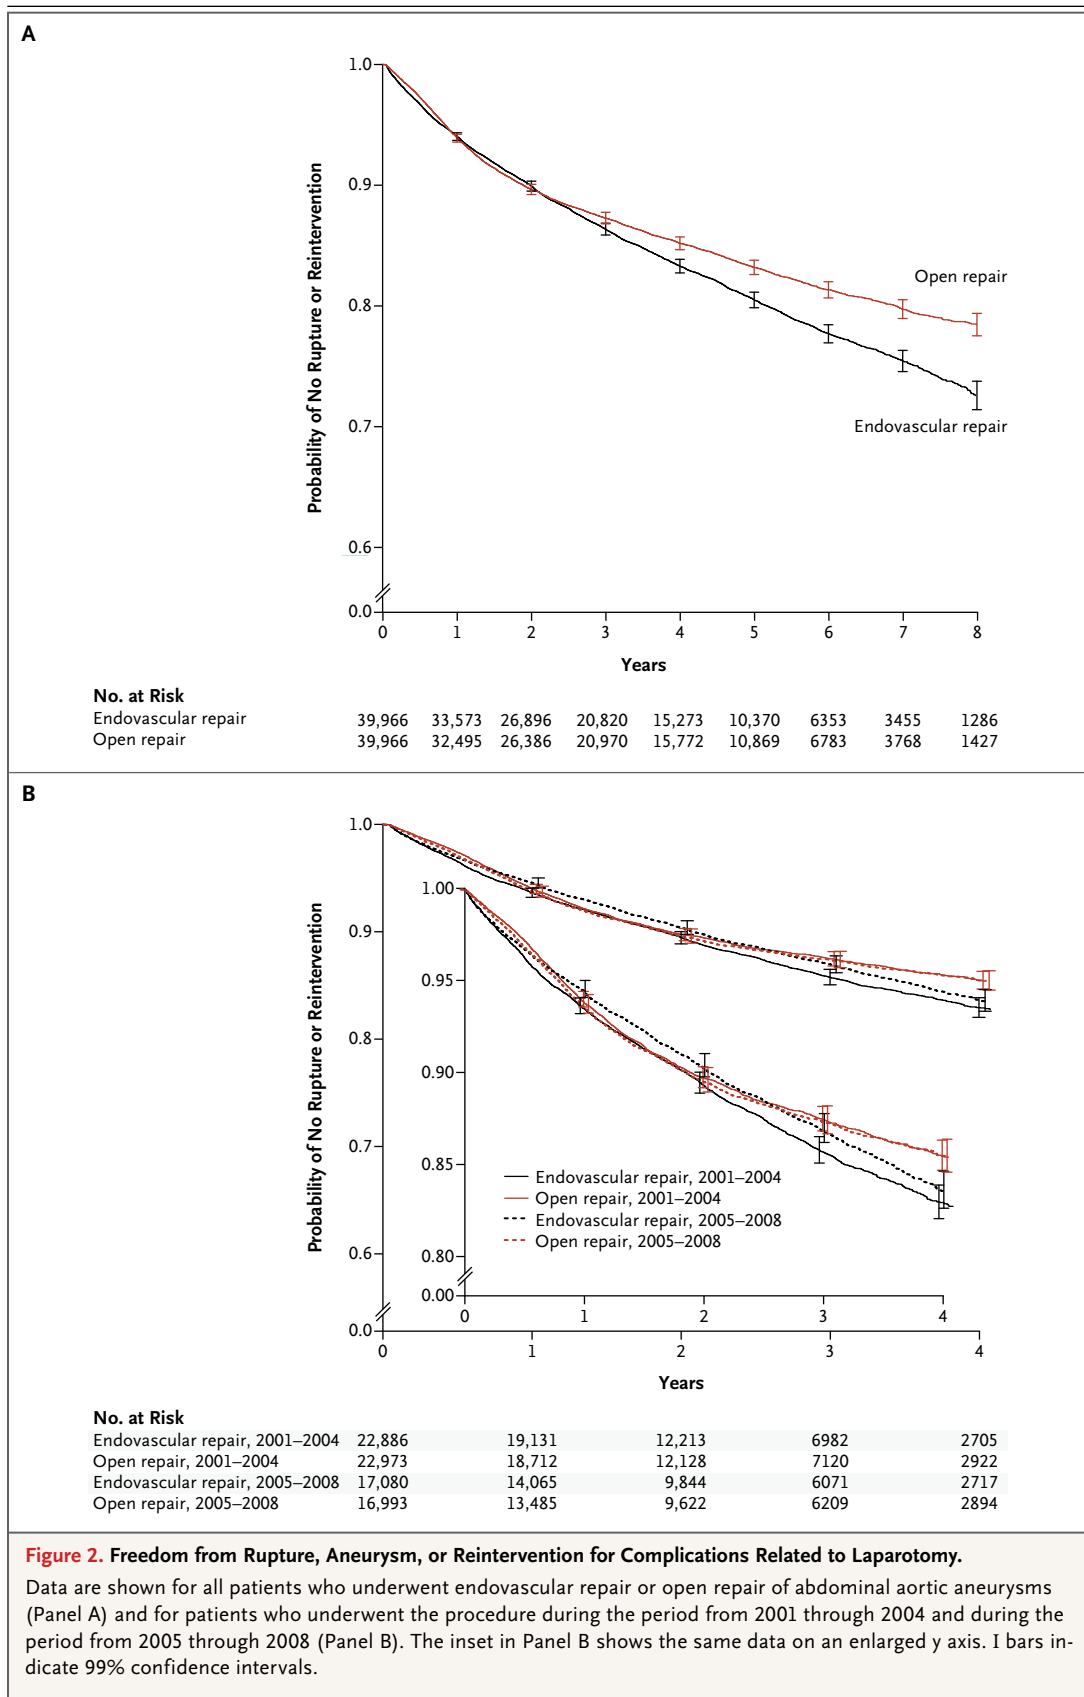 A
1.0
0.9
0.8
0.7
0.6
0.0
Probability of No Rupture or Reintervention
Open repair
Endovascular repair
0 1 2 3 4 5 6 7 8
Years
No. at Risk
Endovascular repair 39,966 33,573 26,896 20,820 15,273 10,370 6353 3455 1286
Open repair 39,966 32,495 26,386 20,970 15,772 10,869 6783 3768 1427
B
1.0
0.9
0.8
0.7
0.6
0.0
Probability of No Rupture or Reintervention
1.00
0.95
0.90
0.85
0.80
0.00
Endovascular repair, 2001–2004
Open repair, 2001–2004
Endovascular repair, 2005–2008
Open repair, 2005–2008
0 1 2 3 4
0 1 2 3 4
Years
No. at Risk
Endovascular repair, 2001–2004 22,886 19,131 12,213 6982 2705
Open repair, 2001–2004 22,973 18,712 12,128 7120 2922
Endovascular repair, 2005–2008 17,080 14,065 9,844 6071 2717
Open repair, 2005–2008 16,993 13,485 9,622 6209 2894
Figure 2. Freedom from Rupture, Aneurysm, or Reintervention for Complications Related to Laparotomy.
Data are shown for all patients who underwent endovascular repair or open repair of abdominal aortic aneurysms
(Panel A) and for patients who underwent the procedure during the period from 2001 through 2004 and during the
period from 2005 through 2008 (Panel B). The inset in Panel B shows the same data on an enlarged y axis. I bars in-
dicate 99% confidence intervals.